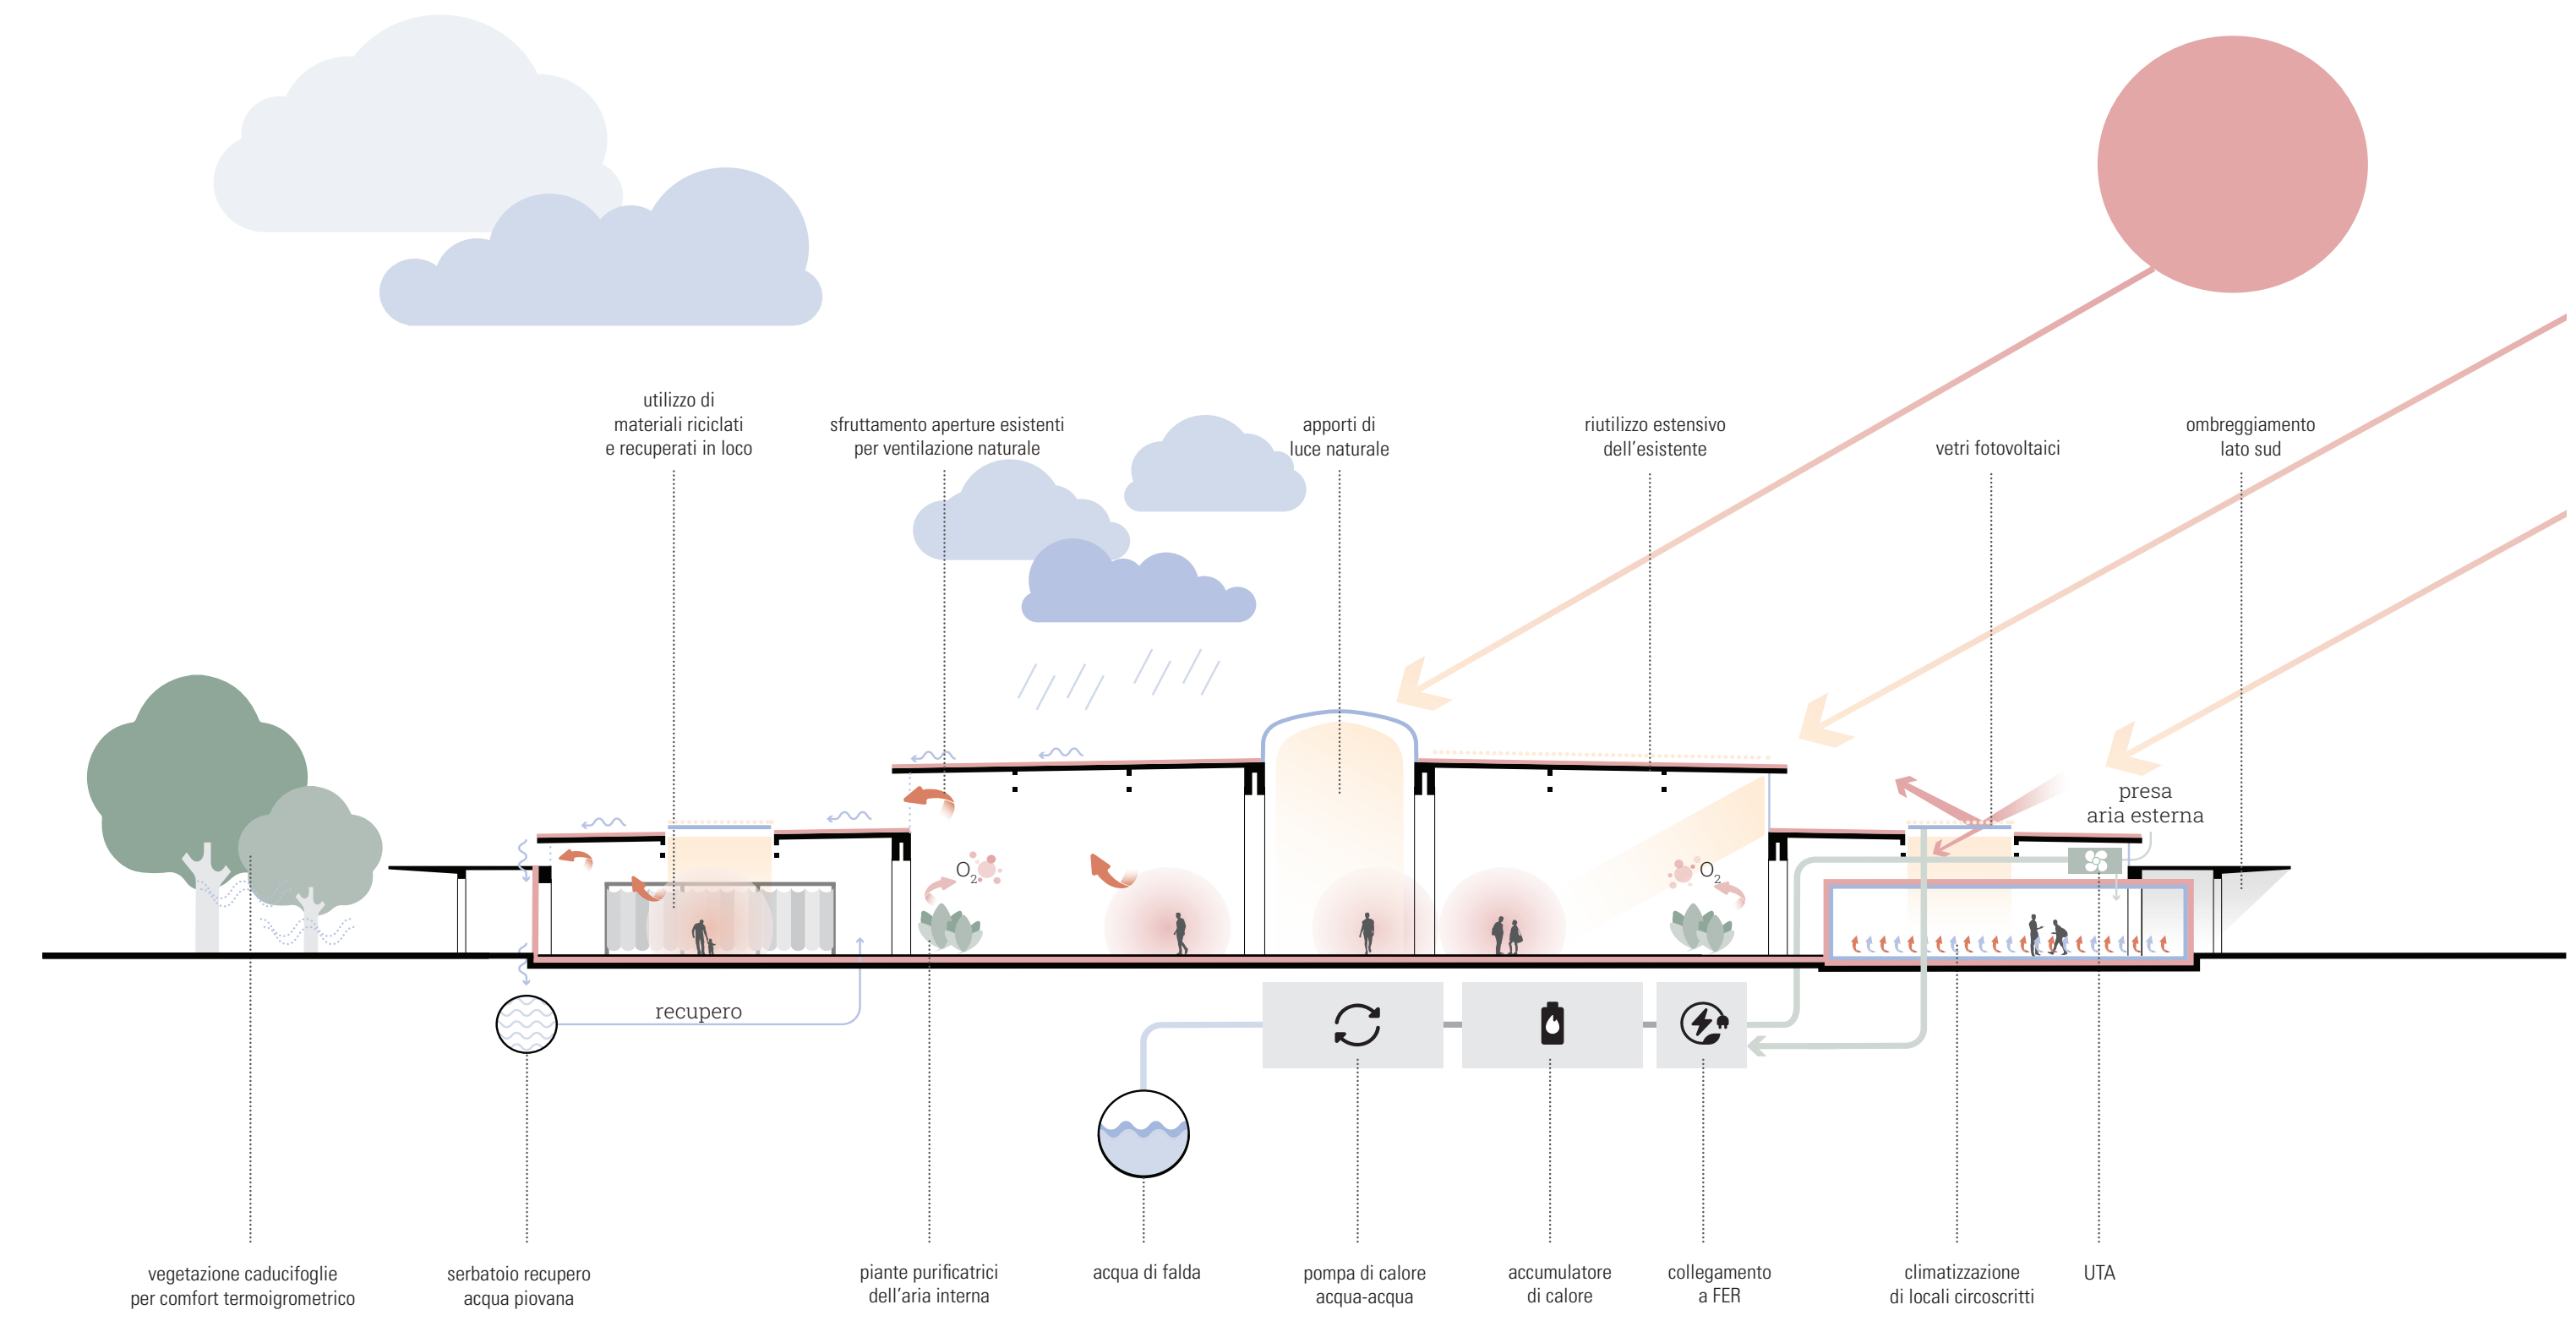 utilizzo di
materiali riciclati
e recuperati in loco
sfruttamento aperture esistenti
per ventilazione naturale
apporti di
luce naturale
riutilizzo estensivo
dell'esistente
vetri fotovoltaici
ombreggiamento
lato sud
presa
aria esterna
O2
O2
recupero
vegetazione caducifoglie
per comfort termoigrometrico
serbatoio recupero
acqua piovana
piante purificatrici
dell'aria interna
acqua di falda
pompa di calore
acqua-acqua
accumulatore
di calore
collegamento
a FER
climatizzazione
di locali circoscritti
UTA